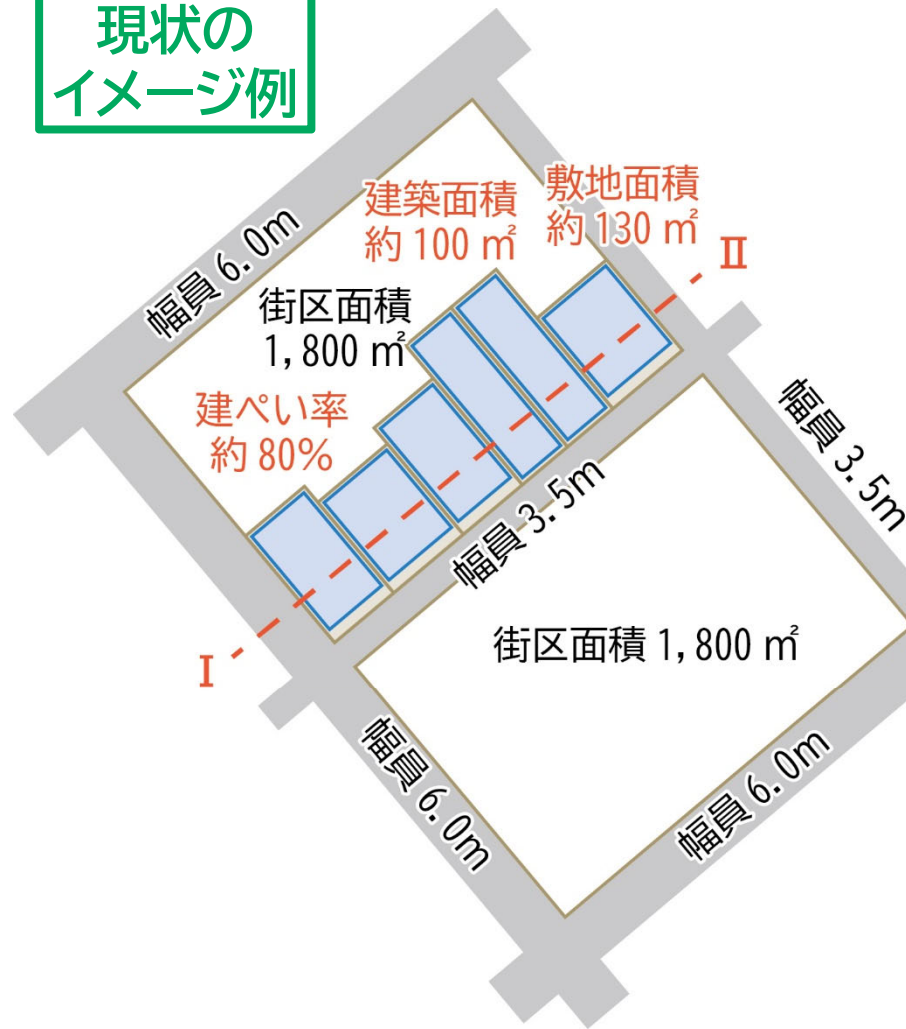 現状の
イメージ例
幅員 6.0m
建築面積
約 100 ㎡
敷地面積
約 130 ㎡
Ⅱ
街区面積
1,800 ㎡
建ぺい率
約 80%
幅員 3.5m
幅員 3.5m
Ⅰ
街区面積 1,800 ㎡
幅員 6.0m
幅員 6.0m